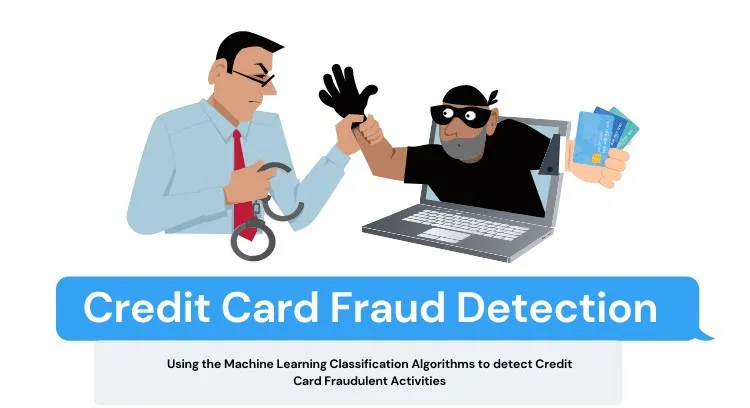 Credit Card Fraud Detection
Using the Machine Learning Classification Algorithms to detect Credit
Card Fraudulent Activities